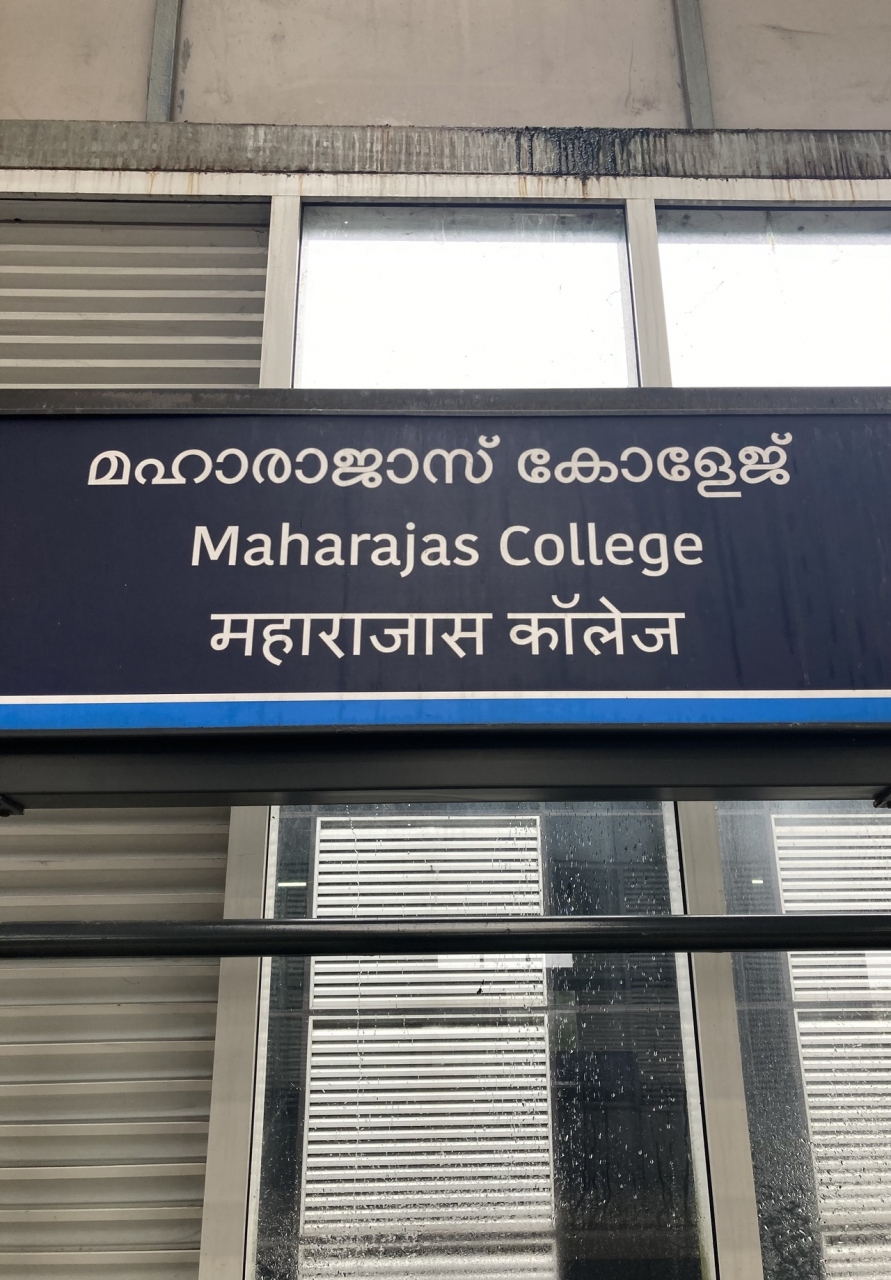 മഹാരാജാസ് കോളേജ്
Maharajas College
महाराजास कॉलेज